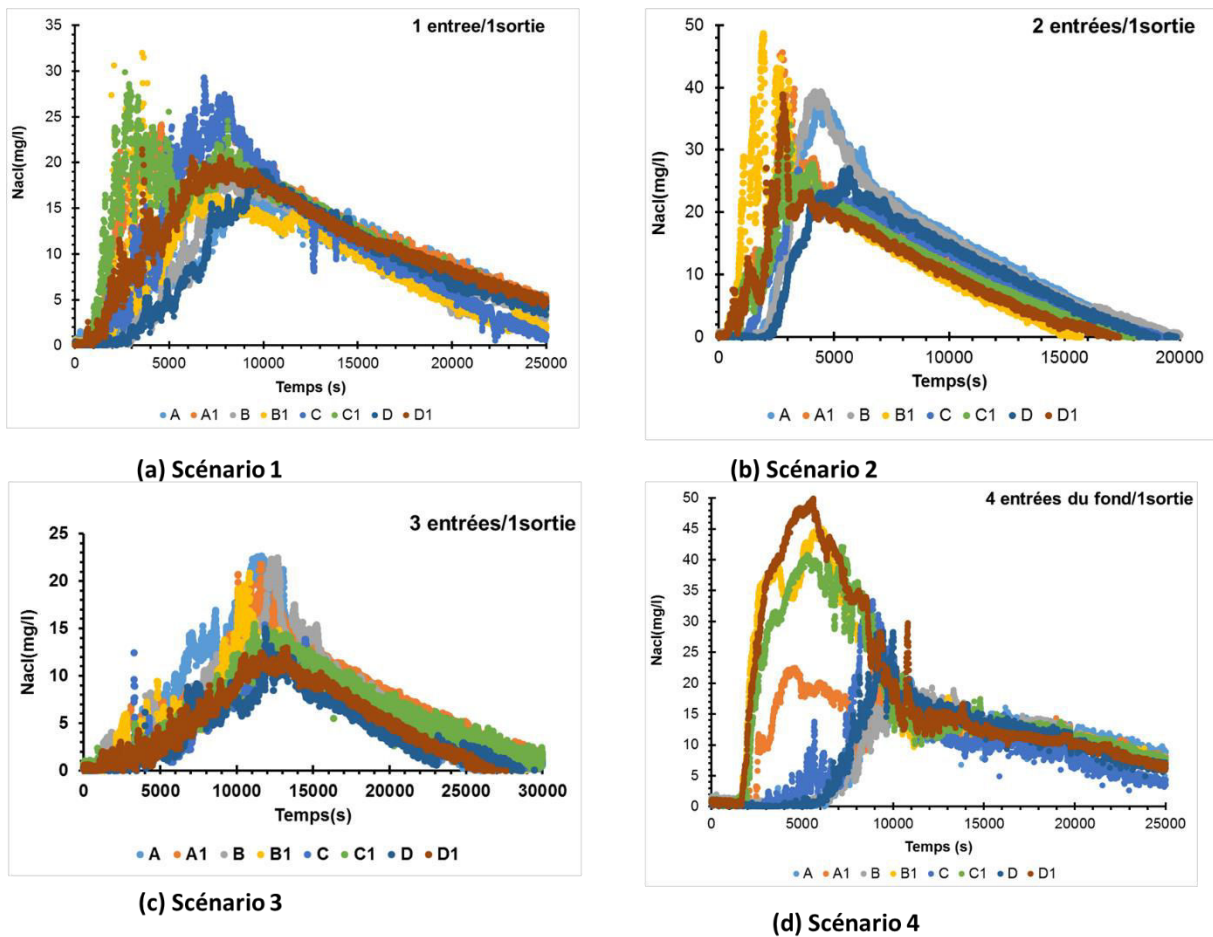 1 entree/1sortie
Nacl(mg/l)
35
30
25
20
15
10
5
0
0 5000 10000 15000 20000 25000
Temps (s)
A A1 B B1 C C1 D D1
(a) Scénario 1
2 entrées/1sortie
Nacl(mg/l)
50
40
30
20
10
0
0 5000 10000 15000 20000
Temps(s)
A A1 B B1 C C1 D D1
(b) Scénario 2
3 entrées/1sortie
Nacl(mg/l)
25
20
15
10
5
0
0 5000 10000 15000 20000 25000 30000
Temps(s)
A A1 B B1 C C1 D D1
(c) Scénario 3
4 entrées du fond/1sortie
Nacl(mg/l)
50
45
40
35
30
25
20
15
10
5
0
0 5000 10000 15000 20000 25000
Temps (s)
A A1 B B1 C C1 D D1
(d) Scénario 4